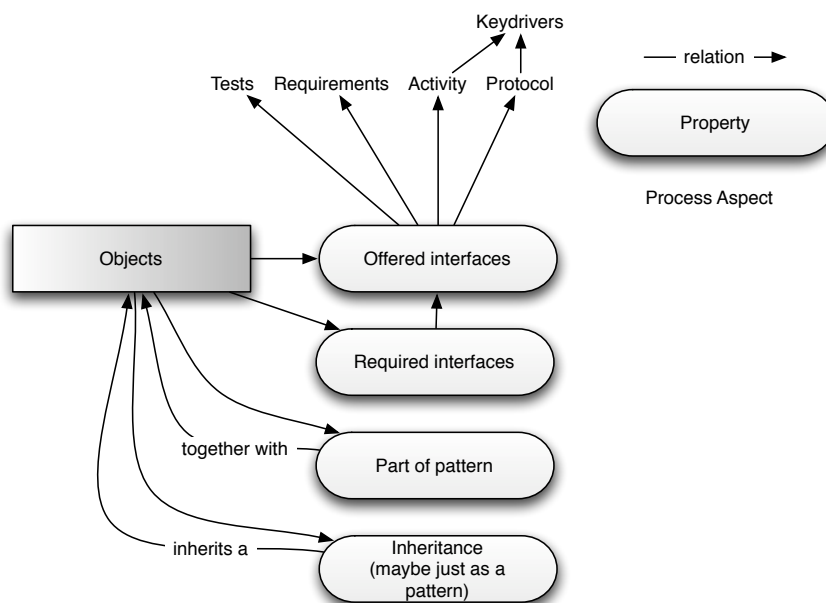 Keydrivers
relation
Tests Requirements Activity Protocol
Property
Process Aspect
Objects
Offered interfaces
Required interfaces
together with
Part of pattern
inherits a
Inheritance
(maybe just as a
pattern)